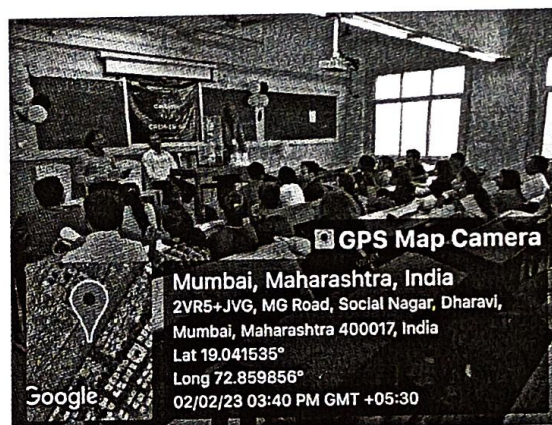 GPS Map Camera
Mumbai, Maharashtra, India
2VR5+JVG, MG Road, Social Nagar, Dharavi,
Mumbai, Maharashtra 400017, India
Lat 19.041535°
Long 72.859856°
02/02/23 03:40 PM GMT +05:30
Google